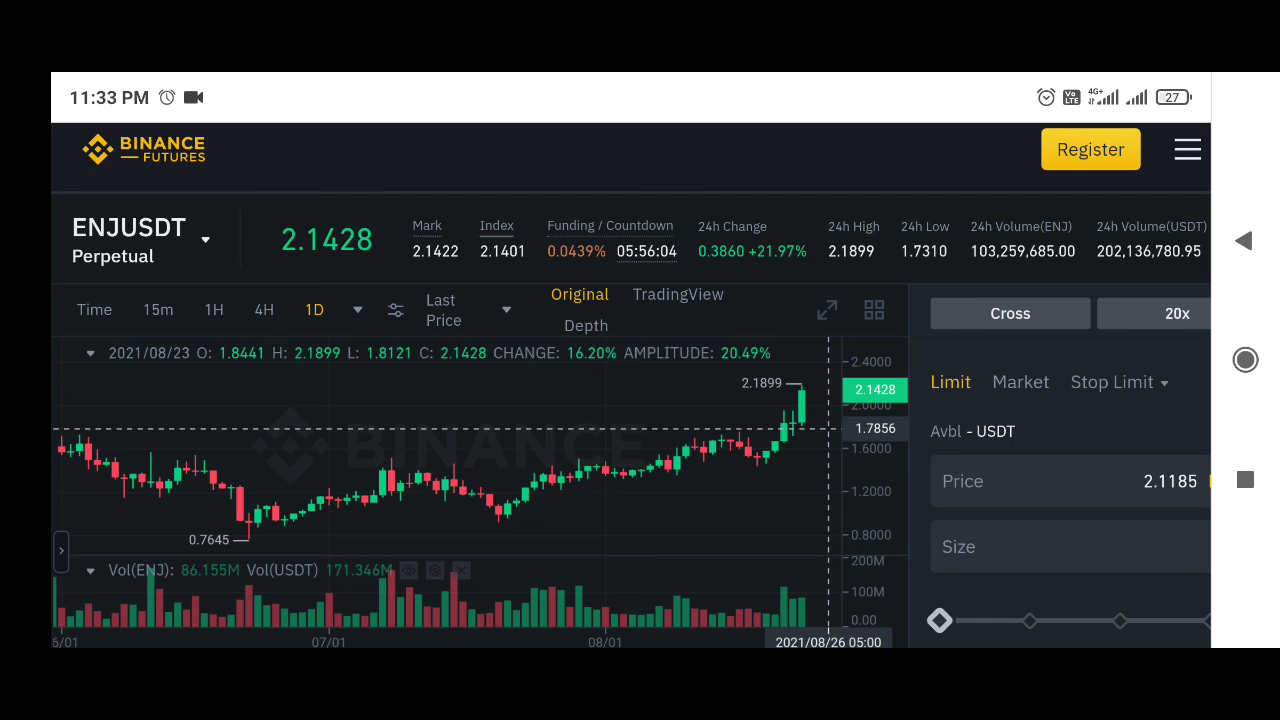 11:33 PM
4G+
Vo LTE
27
BINANCE
FUTURES
Register
ENJUSDT
Perpetual
2.1428
Mark
2.1422
Index
2.1401
Funding / Countdown
0.0439% 05:56:04
24h Change
0.3860 +21.97%
24h High
2.1899
24h Low
1.7310
24h Volume(ENJ)
103,259,685.00
24h Volume(USDT)
202,136,780.95
Time 15m 1H 4H 1D
Last Price
Original TradingView
Depth
2021/08/23 O: 1.8441 H: 2.1899 L: 1.8121 C: 2.1428 CHANGE: 16.20% AMPLITUDE: 20.49%
2.4000
2.1899
2.1428
2.0000
1.7856
BINANCE
1.6000
1.2000
0.8000
0.7645
Vol(ENJ): 86.155M Vol(USDT) 171.346M
200M
100M
0.00
6/01 07/01 08/01 2021/08/26 05:00
Cross 20x
Limit Market Stop Limit
Avbl - USDT
Price 2.1185
Size